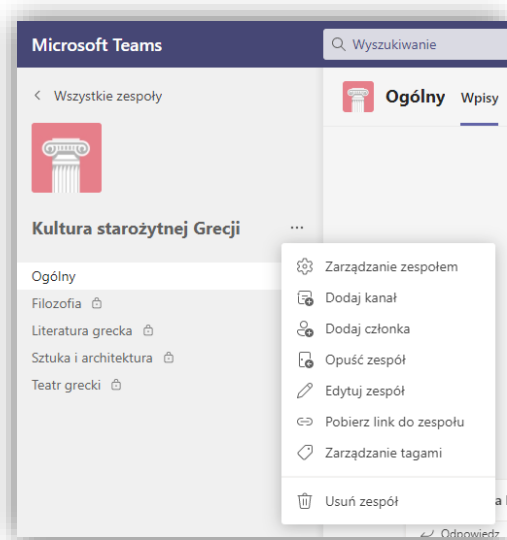 Microsoft Teams
Wyszukiwanie
Wszystkie zespoły
Ogólny Wpisy
Kultura starożytnej Grecji
Ogólny
Filozofia
Literatura grecka
Sztuka i architektura
Teatr grecki
Zarządzanie zespołem
Dodaj kanał
Dodaj członka
Opuść zespół
Edytuj zespół
Pobierz link do zespołu
Zarządzanie tagami
Usuń zespół